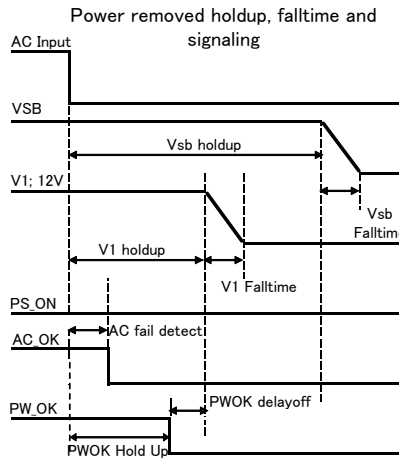 Power removed holdup, falltime and
signaling
AC Input
VSB
Vsb holdup
V1; 12V
Vsb
Falltime
V1 holdup
V1 Falltime
PS_ON
AC fail detect
AC_OK
PWOK delayoff
PW_OK
PWOK Hold Up